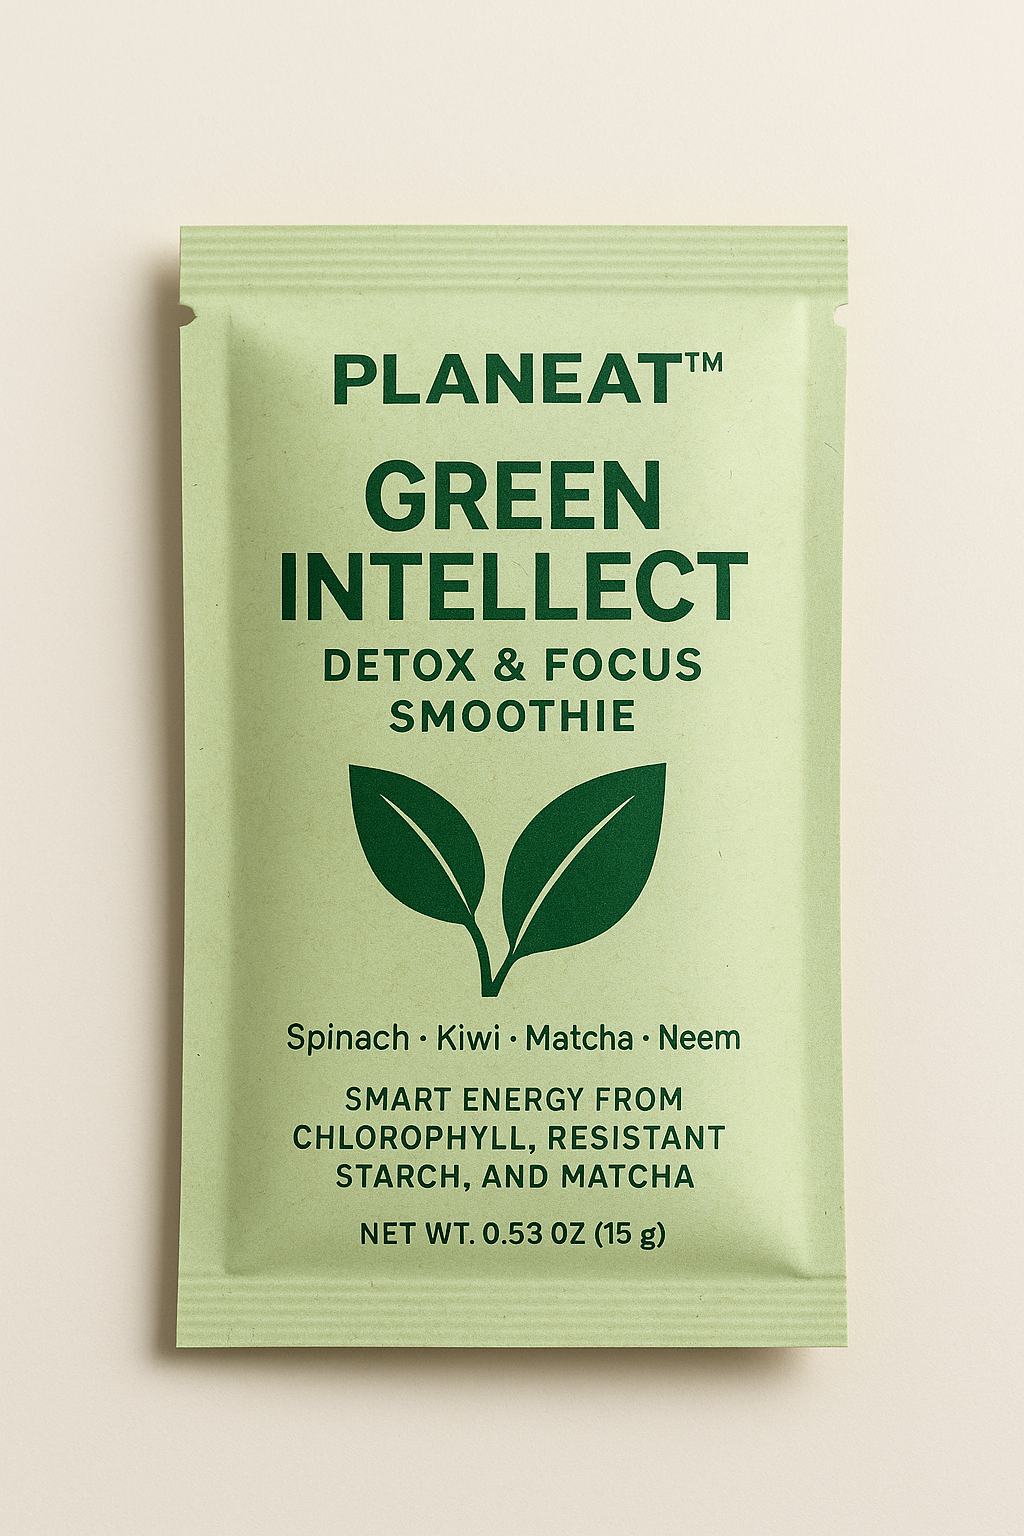 PLANEAT™
GREEN
INTELLECT
DETOX & FOCUS
SMOOTHIE
Spinach · Kiwi · Matcha · Neem
SMART ENERGY FROM
CHLOROPHYLL, RESISTANT
STARCH, AND MATCHA
NET WT. 0.53 OZ (15 g)